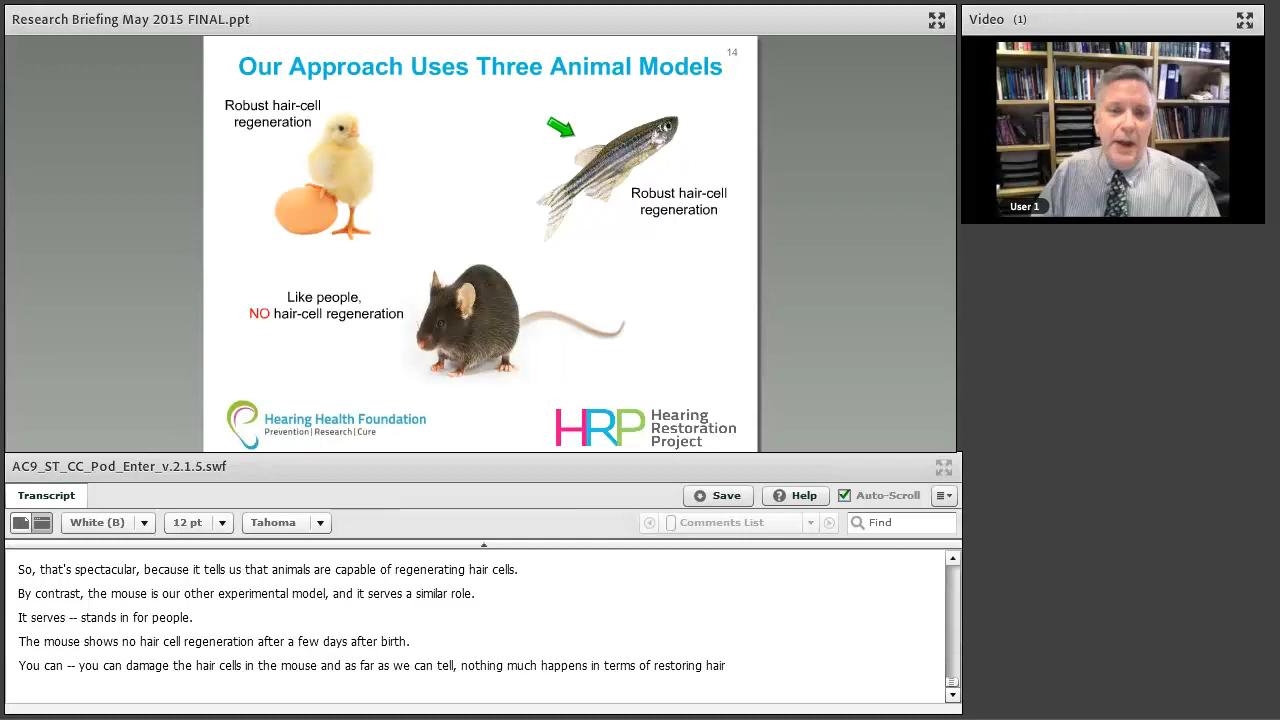 Research Briefing May 2015 FINAL.ppt
Video (1)
14
Our Approach Uses Three Animal Models
Robust hair-cell
regeneration
Robust hair-cell
regeneration
Like people,
NO hair-cell regeneration
Hearing Health Foundation
Prevention|Research|Cure
HRP
Hearing
Restoration
Project
User 1
AC9_ST_CC_Pod_Enter_v.2.1.5.swf
Transcript
Save
Help
Auto-Scroll
White (B)
12 pt
Tahoma
Comments List
Find
So, that's spectacular, because it tells us that animals are capable of regenerating hair cells.
By contrast, the mouse is our other experimental model, and it serves a similar role.
It serves -- stands in for people.
The mouse shows no hair cell regeneration after a few days after birth.
You can -- you can damage the hair cells in the mouse and as far as we can tell, nothing much happens in terms of restoring hair